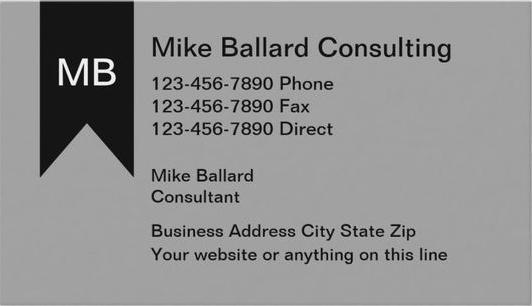 MB
Mike Ballard Consulting
123-456-7890 Phone
123-456-7890 Fax
123-456-7890 Direct
Mike Ballard
Consultant
Business Address City State Zip
Your website or anything on this line